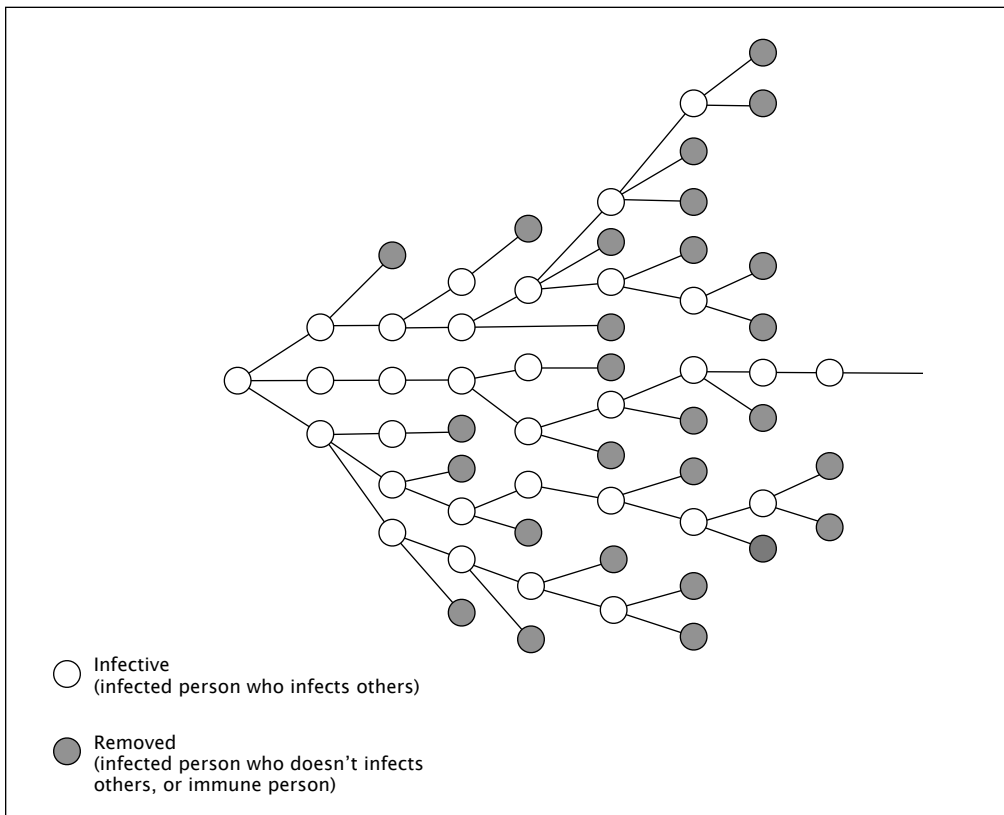 Infective
(infected person who infects others)
Removed
(infected person who doesn't infects
others, or immune person)